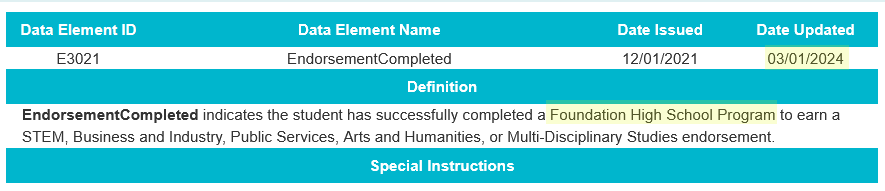 Data Element ID Data Element Name Date Issued Date Updated
E3021 EndorsementCompleted 12/01/2021 03/01/2024
Definition
EndorsementCompleted indicates the student has successfully completed a Foundation High School Program to earn a
STEM, Business and Industry, Public Services, Arts and Humanities, or Multi-Disciplinary Studies endorsement.
Special Instructions